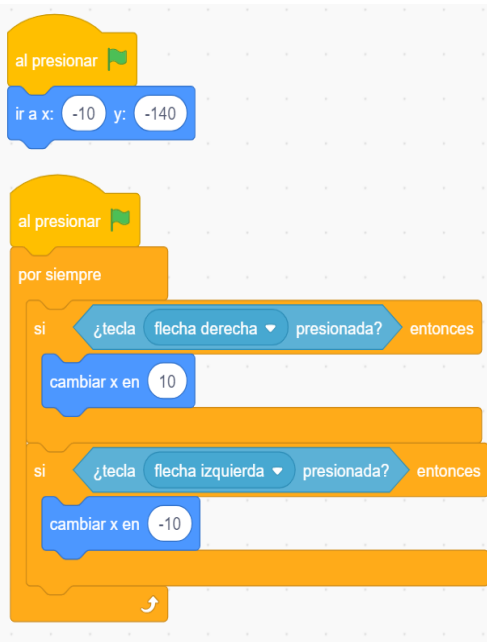 al presionar
ir a x: -10 y: -140
al presionar
por siempre
si ¿tecla flecha derecha presionada? entonces
cambiar x en 10
si ¿tecla flecha izquierda presionada? entonces
cambiar x en -10